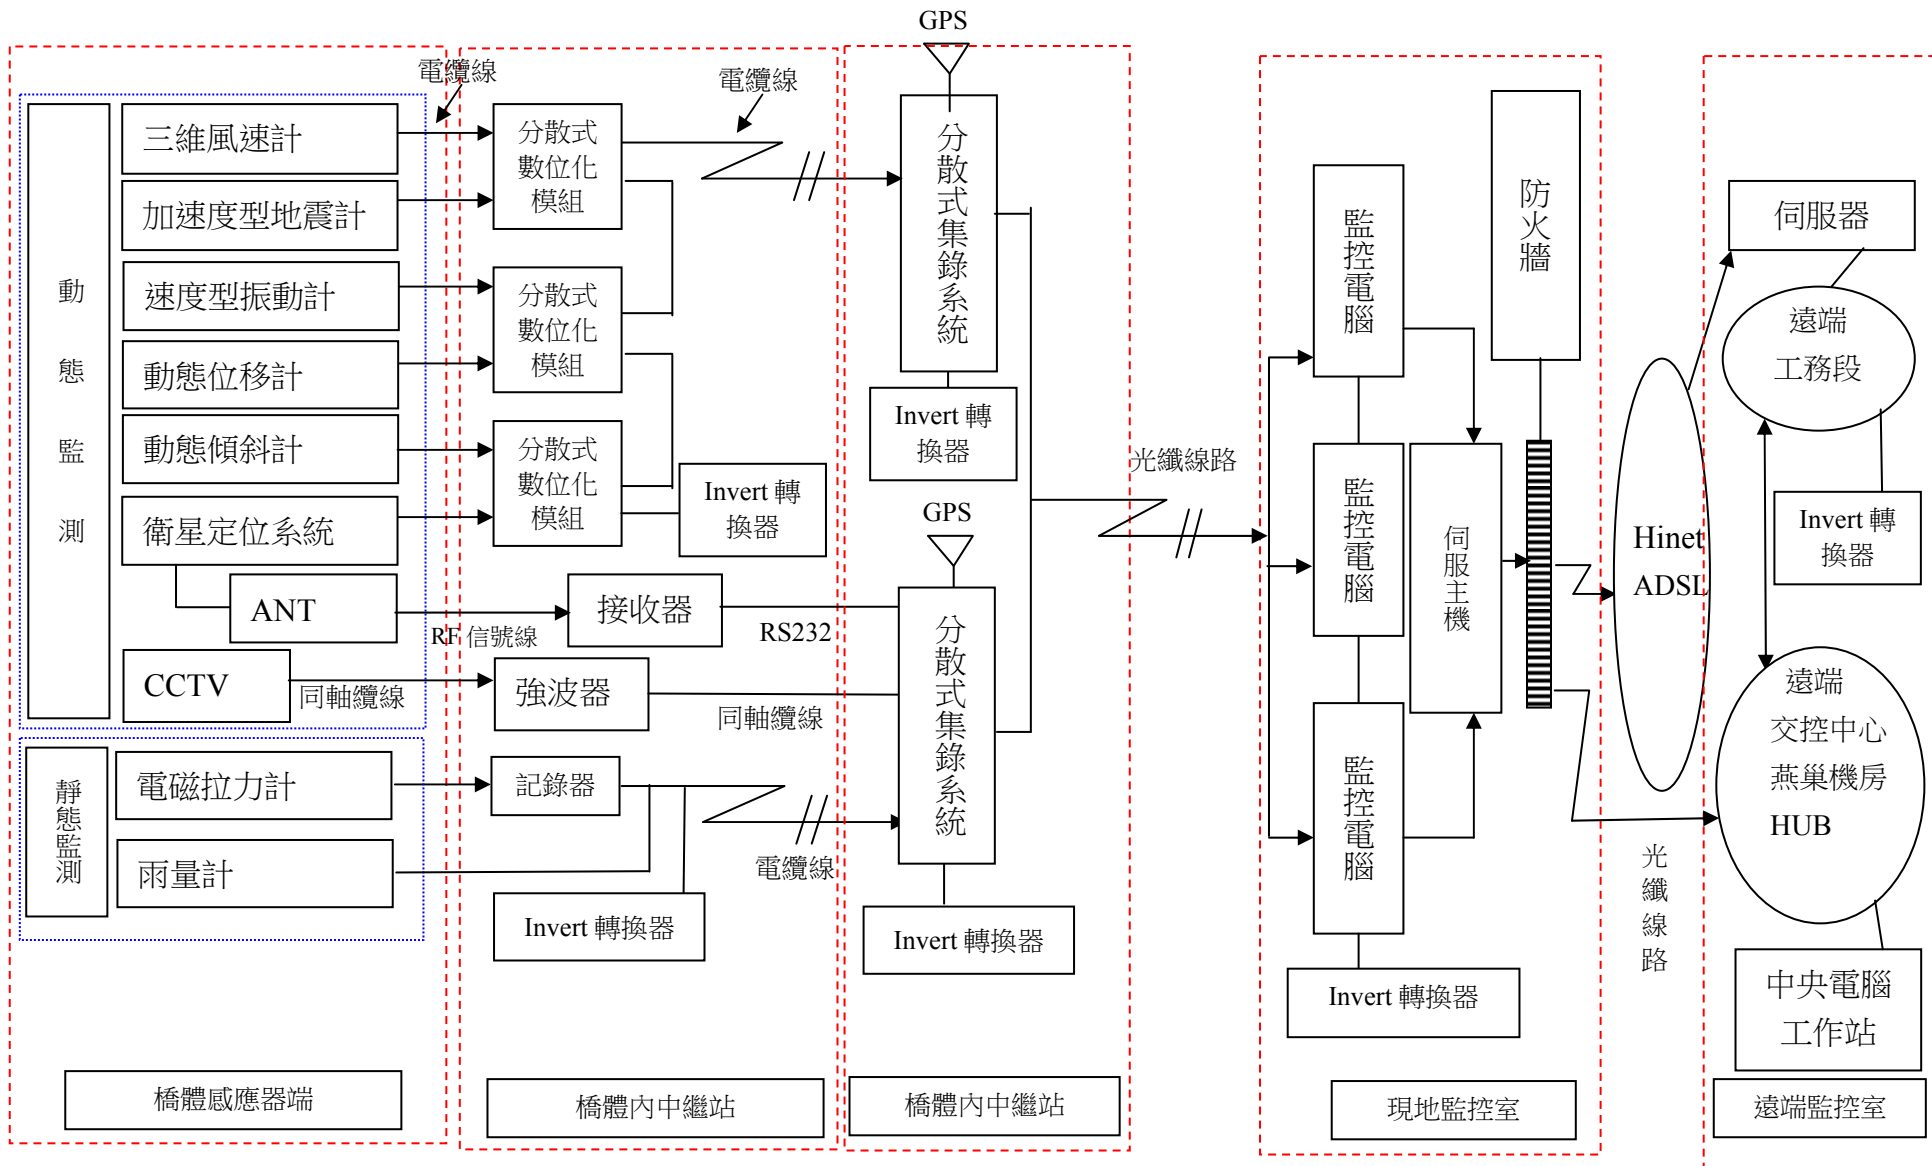 GPS
電纜線
電纜線
動
態
監
測
三維風速計
加速度型地震計
速度型振動計
動態位移計
動態傾斜計
衛星定位系統
ANT
CCTV
RF 信號線
同軸纜線
靜態監測
電磁拉力計
雨量計
橋體感應器端
分散式
數位化
模組
分散式
數位化
模組
分散式
數位化
模組
Invert 轉
換器
接收器
RS232
強波器
同軸纜線
記錄器
電纜線
Invert 轉換器
橋體內中繼站
分散式集錄系統
Invert 轉
換器
GPS
分散式集錄系統
Invert 轉換器
橋體內中繼站
光纖線路
監控電腦
監控電腦
監控電腦
伺服主機
防火牆
Invert 轉換器
現地監控室
Hinet
ADSL
光纖線路
伺服器
遠端
工務段
Invert 轉
換器
遠端
交控中心
燕巢機房
HUB
中央電腦
工作站
遠端監控室